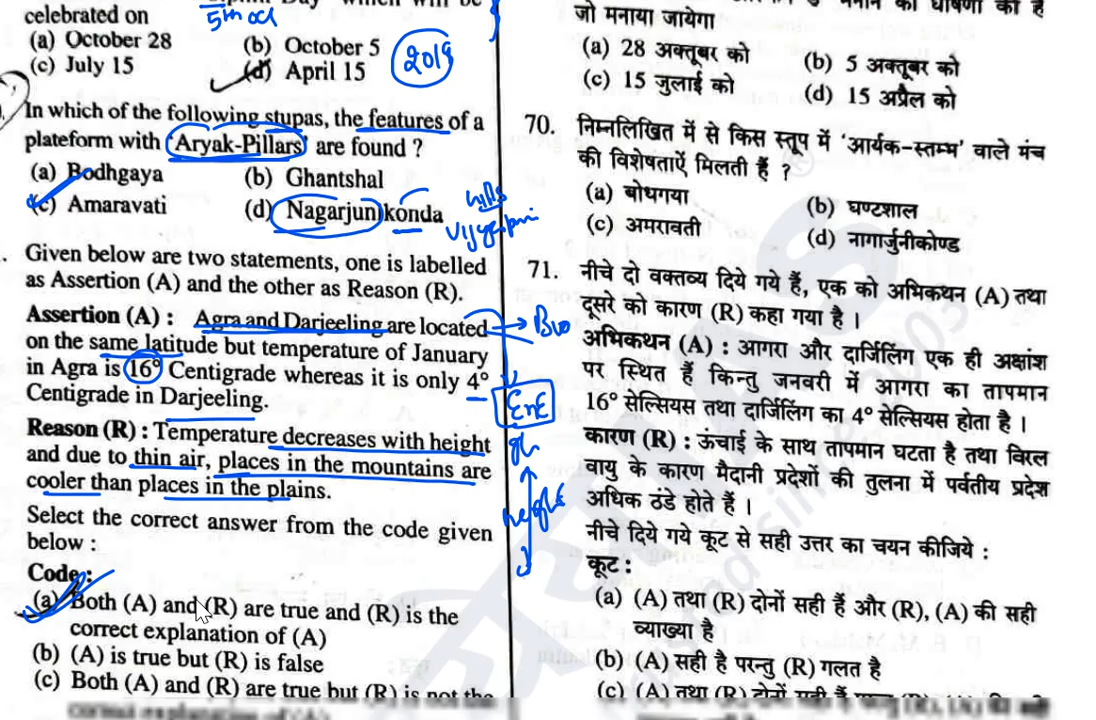 celebrated on
5th oct
(a) October 28 (b) October 5
(c) July 15 (d) April 15
2019
In which of the following stupas, the features of a
plateform with 'Aryak-Pillars' are found ?
(a) Bodhgaya (b) Ghantshal
(c) Amaravati (d) Nagarjunkonda
hills
Given below are two statements, one is labelled
as Assertion (A) and the other as Reason (R).
Assertion (A) : Agra and Darjeeling are located
on the same latitude but temperature of January
in Agra is 16° Centigrade whereas it is only 4°
Centigrade in Darjeeling.
Reason (R) : Temperature decreases with height
and due to thin air, places in the mountains are
cooler than places in the plains.
height
Select the correct answer from the code given
below :
Code :
(a) Both (A) and (R) are true and (R) is the
correct explanation of (A)
(b) (A) is true but (R) is false
(c) Both (A) and (R) are true but (R) is not the
correct explanation of (A)
जो मनाया जायेगा
(a) 28 अक्तूबर को (b) 5 अक्तूबर को
(c) 15 जुलाई को (d) 15 अप्रैल को
70. निम्नलिखित में से किस स्तूप में 'आर्यक-स्तम्भ' वाले मंच
की विशेषताऐं मिलती हैं ?
(a) बोधगया (b) घण्टशाल
(c) अमरावती (d) नागार्जुनीकोण्ड
71. नीचे दो वक्तव्य दिये गये हैं, एक को अभिकथन (A) तथा
दूसरे को कारण (R) कहा गया है ।
अभिकथन (A) : आगरा और दार्जिलिंग एक ही अक्षांश
पर स्थित हैं किन्तु जनवरी में आगरा का तापमान
16° सेल्सियस तथा दार्जिलिंग का 4° सेल्सियस होता है ।
कारण (R) : ऊंचाई के साथ तापमान घटता है तथा विरल
वायु के कारण मैदानी प्रदेशों की तुलना में पर्वतीय प्रदेश
अधिक ठंडे होते हैं ।
नीचे दिये गये कूट से सही उत्तर का चयन कीजिये :
कूट :
(a) (A) तथा (R) दोनों सही हैं और (R), (A) की सही
व्याख्या है
(b) (A) सही है परन्तु (R) गलत है
(c) (A) तथा (R) दोनों सही हैं